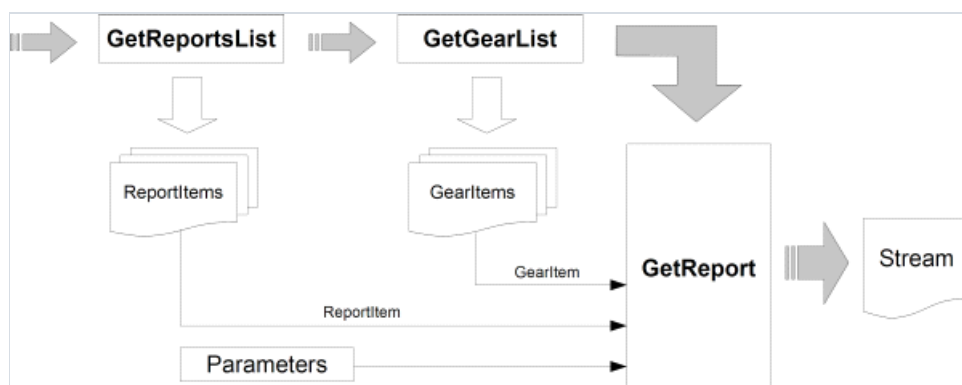 GetReportsList
GetGearList
ReportItems
GearItems
GetReport
Stream
GearItem
ReportItem
Parameters